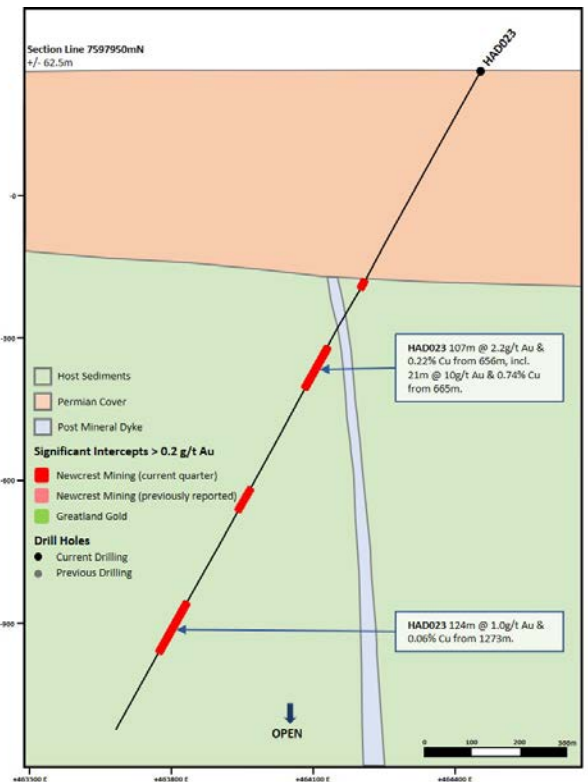 Section Line 7597950mN
+/- 62.5m
HAD023
-0
-300
HAD023 107m @ 2.2g/t Au &
0.22% Cu from 656m, incl.
21m @ 10g/t Au & 0.74% Cu
from 665m.
Host Sediments
Permian Cover
Post Mineral Dyke
Significant Intercepts > 0.2 g/t Au
Newcrest Mining (current quarter)
Newcrest Mining (previously reported)
Greatland Gold
-600
Drill Holes
Current Drilling
Previous Drilling
-900
HAD023 124m @ 1.0g/t Au &
0.06% Cu from 1273m.
OPEN
0 100 200 300m
+463500 E +463800 E +464100 E +464400 E